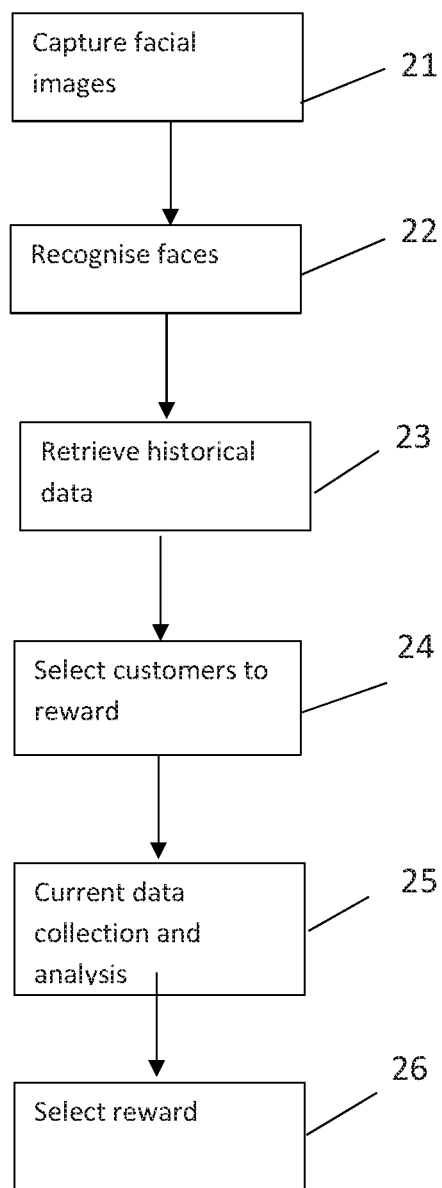 Capture facial
images
21
Recognise faces
22
Retrieve historical
data
23
Select customers to
reward
24
Current data
collection and
analysis
25
Select reward
26